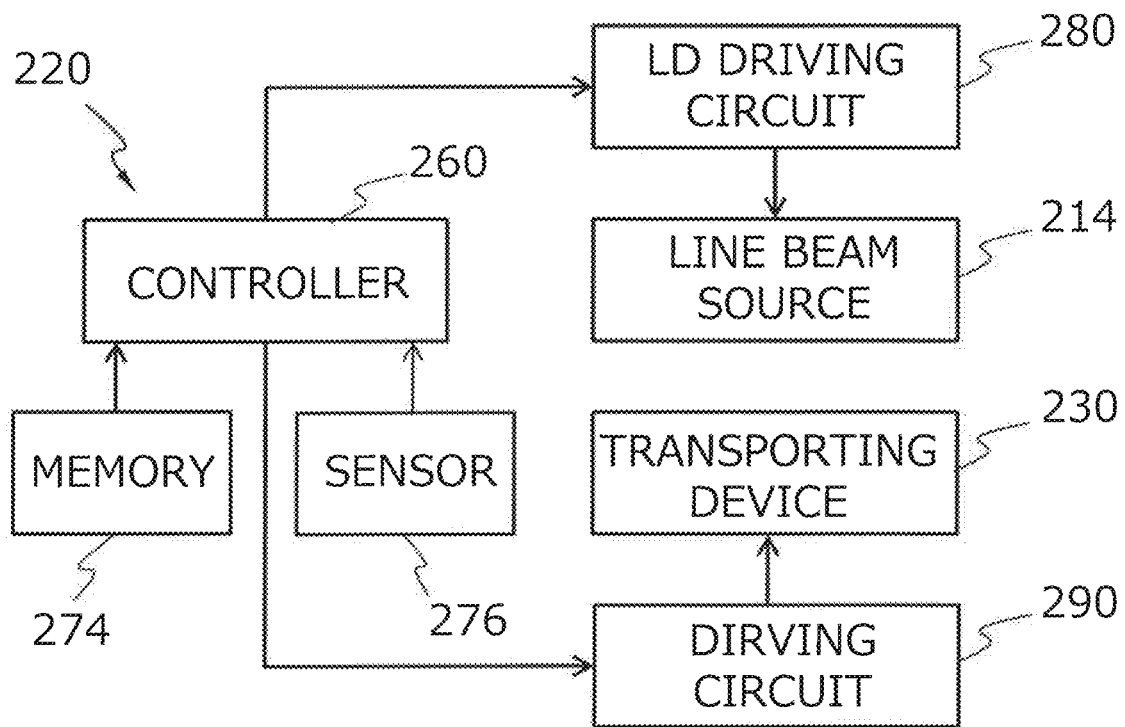 220
LD DRIVING
CIRCUIT
280
260
CONTROLLER
LINE BEAM
SOURCE
214
MEMORY
274
SENSOR
276
TRANSPORTING
DEVICE
230
DIRVING
CIRCUIT
290